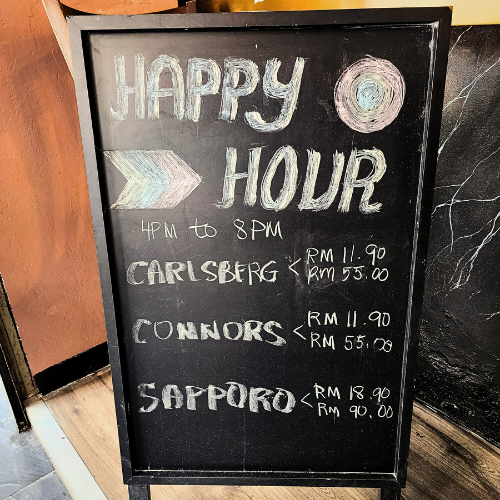 HAPPY
HOUR
4PM to 8PM
CARLSBERG < RM 11.90
RM 55.00
CONNORS < RM 11.90
RM 55.00
SAPPORO < RM 18.90
RM 90.00